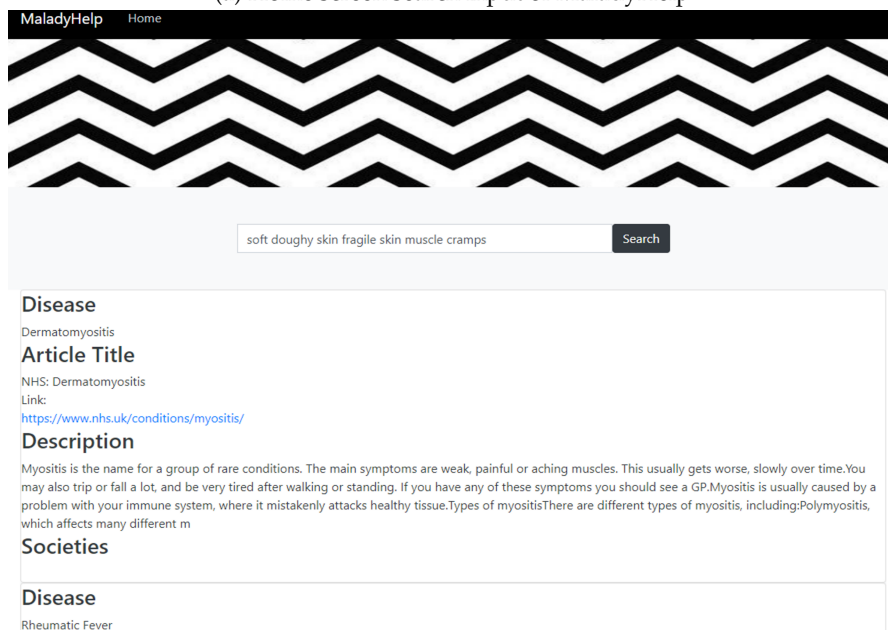 MaladyHelp Home
soft doughy skin fragile skin muscle cramps Search
Disease
Dermatomyositis
Article Title
NHS: Dermatomyositis
Link:
https://www.nhs.uk/conditions/myositis/
Description
Myositis is the name for a group of rare conditions. The main symptoms are weak, painful or aching muscles. This usually gets worse, slowly over time.You
may also trip or fall a lot, and be very tired after walking or standing. If you have any of these symptoms you should see a GP.Myositis is usually caused by a
problem with your immune system, where it mistakenly attacks healthy tissue.Types of myositisThere are different types of myositis, including:Polymyositis,
which affects many different m
Societies
Disease
Rheumatic Fever